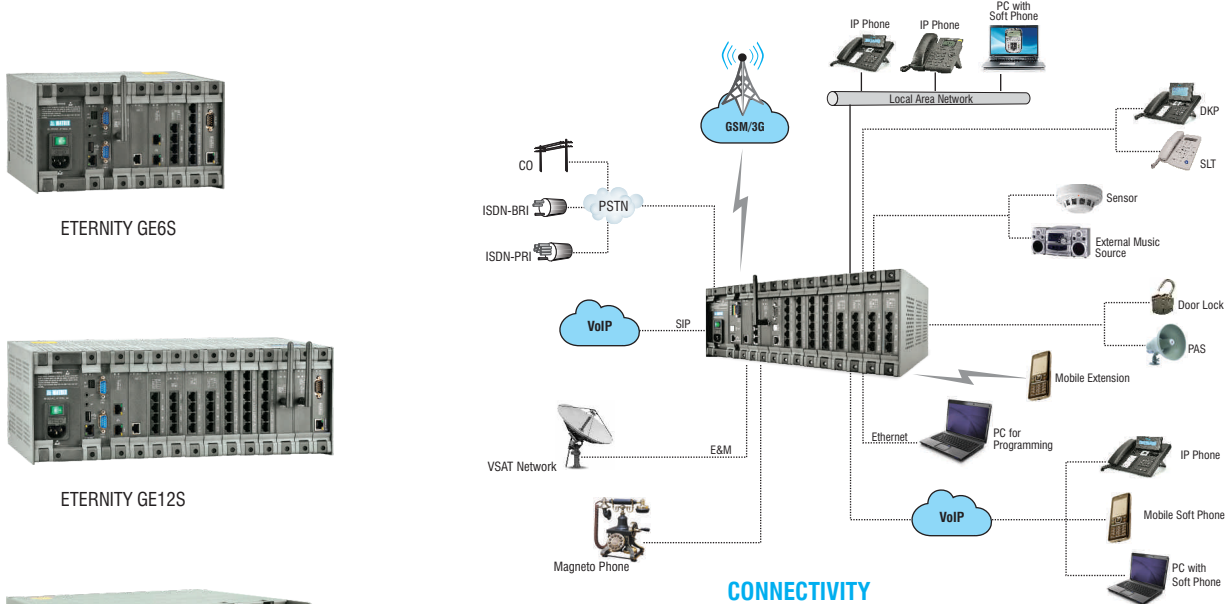 ETERNITY GE6S
ETERNITY GE12S
PC with
Soft Phone
IP Phone
IP Phone
Local Area Network
GSM/3G
DKP
SLT
CO
ISDN-BRI
PSTN
ISDN-PRI
Sensor
External Music
Source
VoIP
SIP
Door Lock
PAS
Mobile Extension
VSAT Network
E&M
Ethernet
PC for
Programming
IP Phone
Magneto Phone
VoIP
Mobile Soft Phone
PC with
Soft Phone
CONNECTIVITY